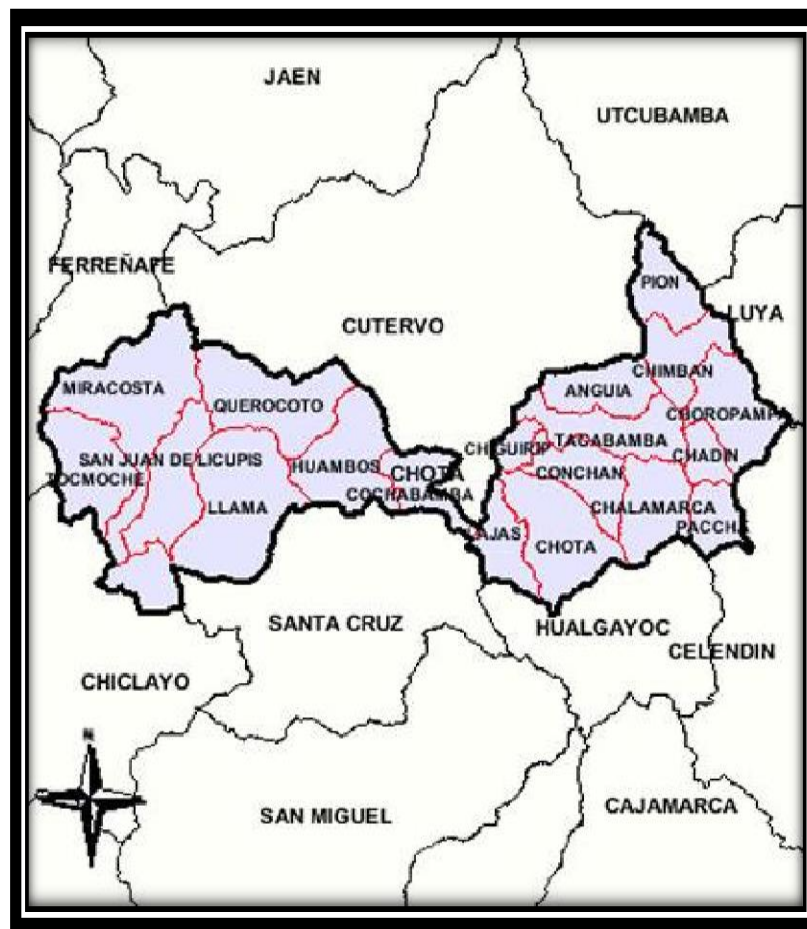 JAEN
UTCUBAMBA
FERREÑAFE
PION
LUYA
CUTERVO
CHIMBAN
MIRACOSTA
ANGUIA
QUEROCOTO
CHOROPAMPA
CHIGUIRIP
TACABAMBA
CHADIN
SAN JUAN DE LICUPIS
HUAMBOS
CHOTA
CONCHAN
TOCMOCHE
COCHABAMBA
LLAMA
CHALAMARCA
PACCHA
LAJAS
CHOTA
SANTA CRUZ
HUALGAYOC
CELENDIN
CHICLAYO
N
SAN MIGUEL
CAJAMARCA